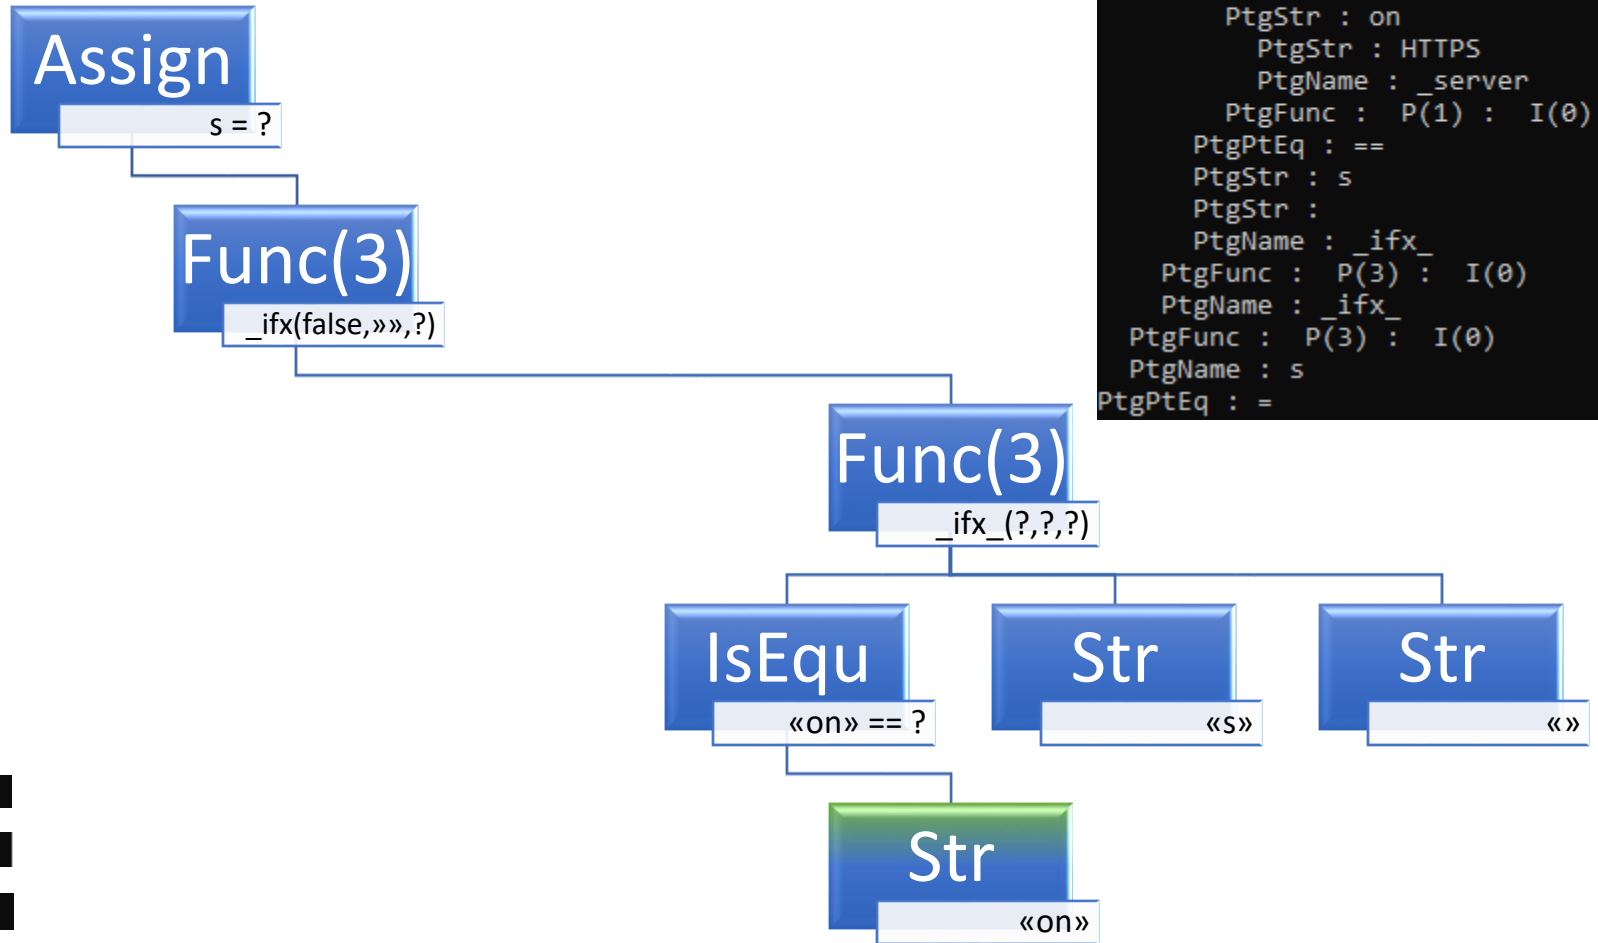 Assign
s = ?
Func(3)
_ifx(false,»»,?)
Func(3)
_ifx_(?,?,?)
IsEqu
«on» == ?
Str
«s»
Str
«»
Str
«on»
PtgStr : on
PtgStr : HTTPS
PtgName : _server
PtgFunc :  P(1) :  I(0)
PtgPtEq : ==
PtgStr : s
PtgStr :
PtgName : _ifx_
PtgFunc :  P(3) :  I(0)
PtgName : _ifx_
PtgFunc :  P(3) :  I(0)
PtgName : s
PtgPtEq : =